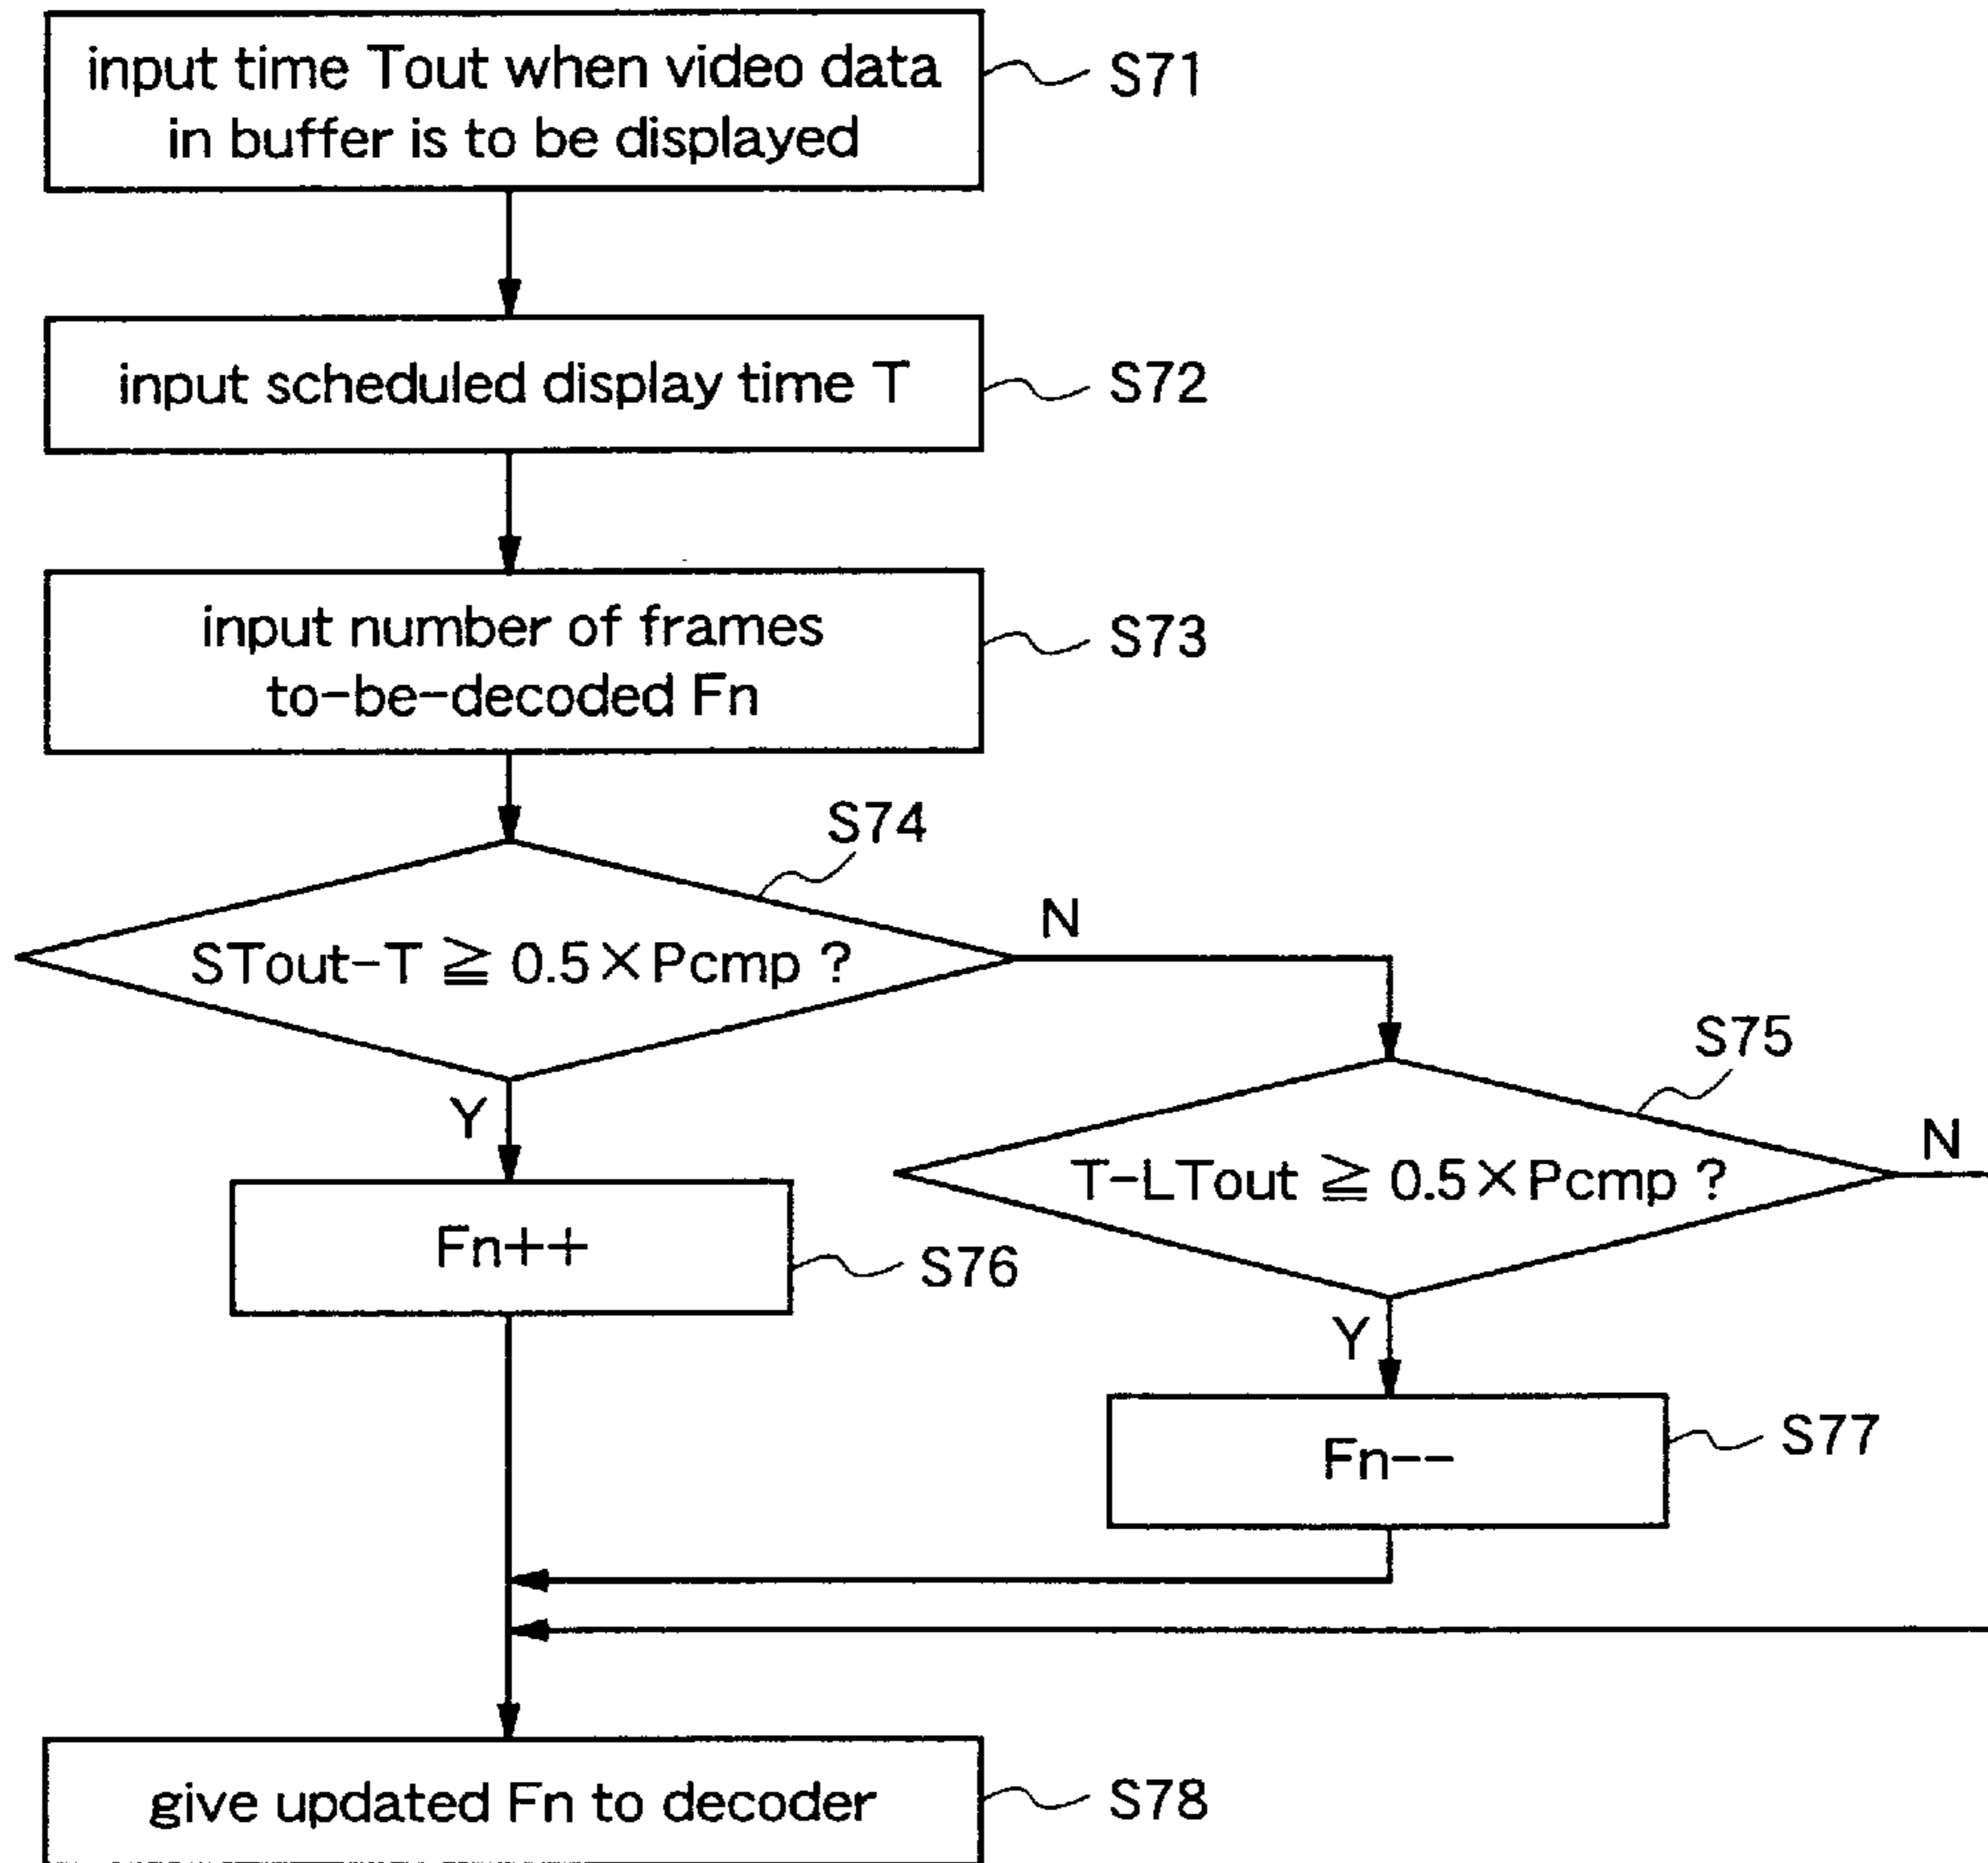 input time Tout when video data
in buffer is to be displayed
S71
input scheduled display time T
S72
input number of frames
to-be-decoded Fn
S73
S74
STout-T ≧ 0.5×Pcmp ?
N
Y
S75
T-LTout ≧ 0.5×Pcmp ?
N
Y
Fn++
S76
Fn--
S77
give updated Fn to decoder
S78